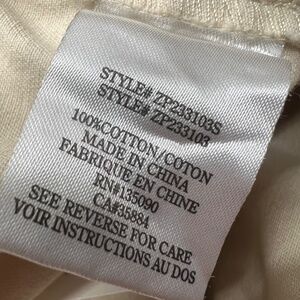 STYLE# ZP233103S
STYLE# ZP233103
100%COTTON/COTON
MADE IN CHINA
FABRIQUE EN CHINE
RN#135090
CA#35894
SEE REVERSE FOR CARE
VOIR INSTRUCTIONS AU DOS